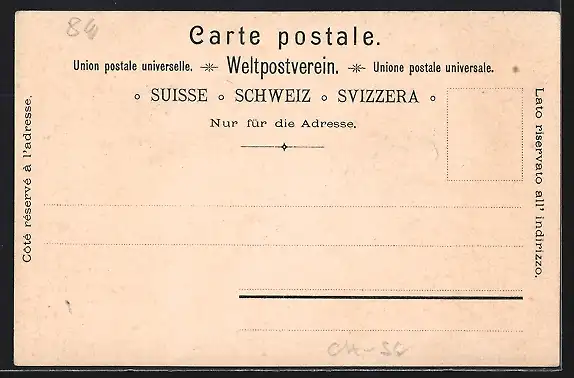 84
Carte postale.
Union postale universelle. Weltpostverein. Unione postale universale.
SUISSE SCHWEIZ SVIZZERA
Nur für die Adresse.
Côté réservé à l'adresse.
Lato riservato all' indirizzo.
CH-SG